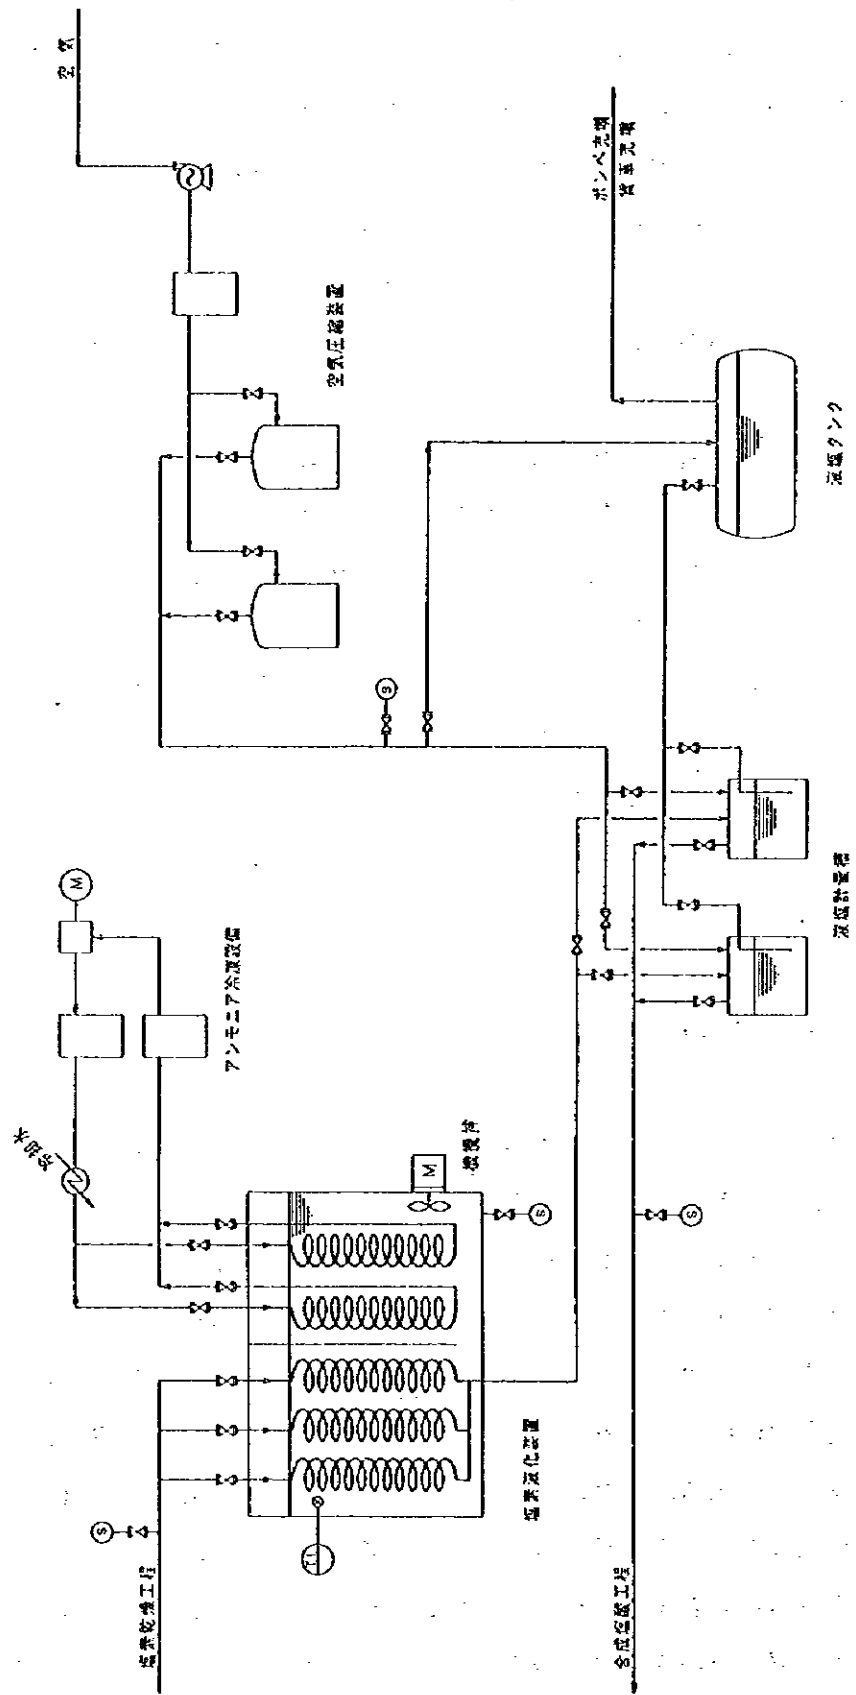 空気
ボンベ充填
貨車充填
空気圧縮装置
液塩タンク
S
M
アンモニア冷凍設備
液塩計量槽
冷却水
M
攪拌機
S
S
塩素液化装置
S
TI
塩素乾燥工程
合成塩酸工程